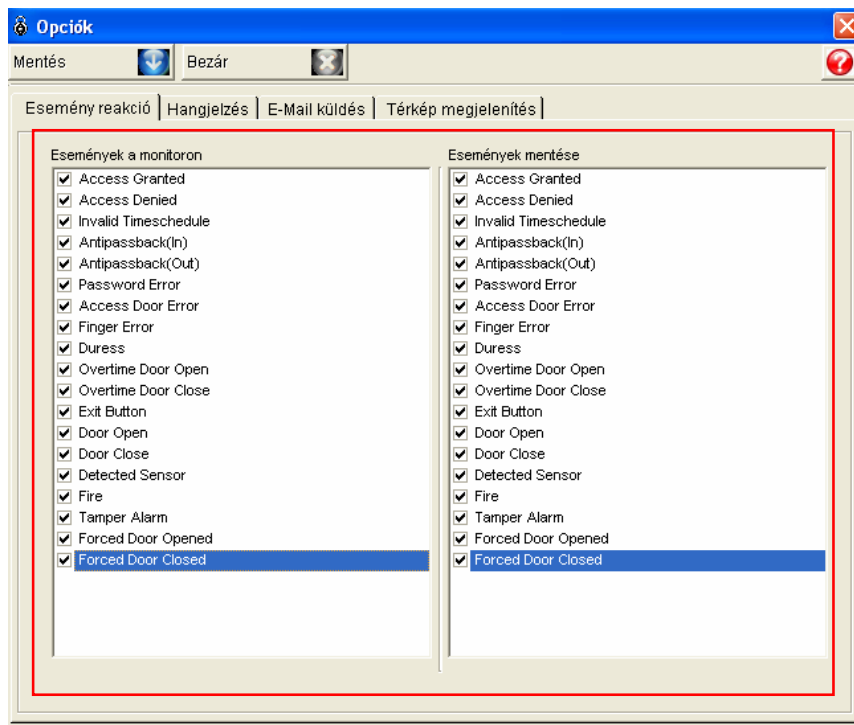 Opciók
Mentés Bezár
Esemény reakció Hangjelzés E-Mail küldés Térkép megjelenítés
Események a monitoron
Access Granted
Access Denied
Invalid Timeschedule
Antipassback(In)
Antipassback(Out)
Password Error
Access Door Error
Finger Error
Duress
Overtime Door Open
Overtime Door Close
Exit Button
Door Open
Door Close
Detected Sensor
Fire
Tamper Alarm
Forced Door Opened
Forced Door Closed
Események mentése
Access Granted
Access Denied
Invalid Timeschedule
Antipassback(In)
Antipassback(Out)
Password Error
Access Door Error
Finger Error
Duress
Overtime Door Open
Overtime Door Close
Exit Button
Door Open
Door Close
Detected Sensor
Fire
Tamper Alarm
Forced Door Opened
Forced Door Closed